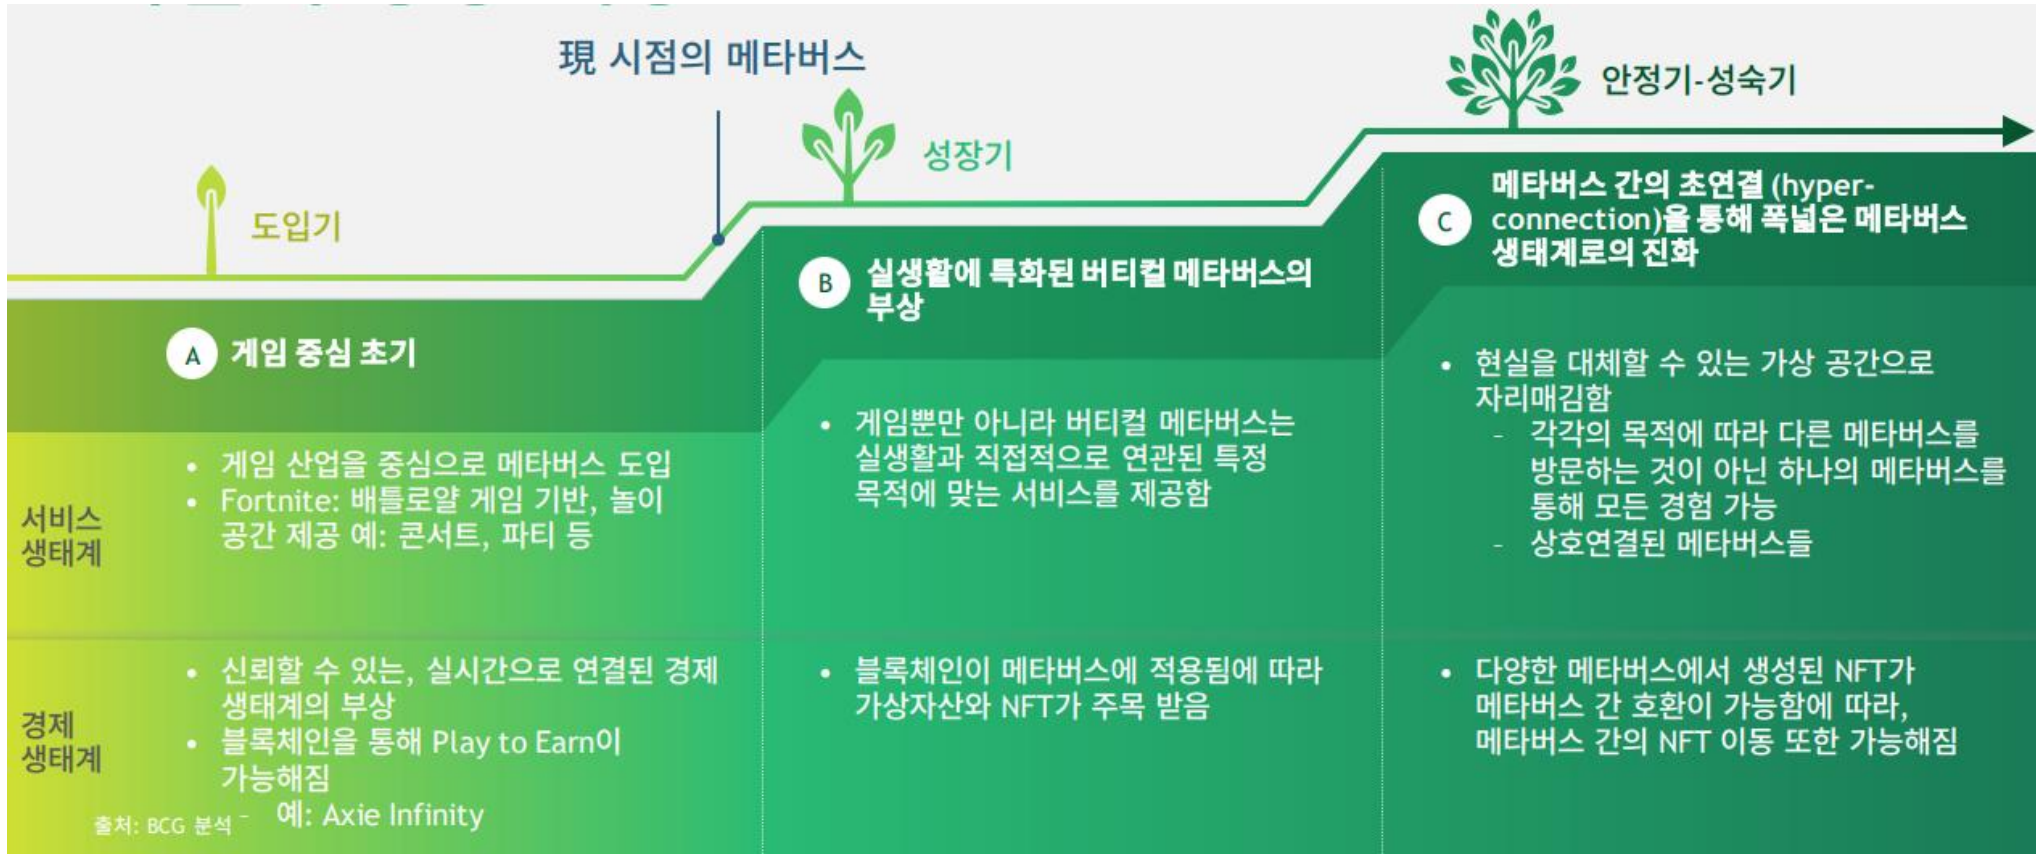 現 시점의 메타버스
안정기-성숙기
성장기
도입기
A 게임 중심 초기
B 실생활에 특화된 버티컬 메타버스의
부상
C 메타버스 간의 초연결 (hyper-
connection)을 통해 폭넓은 메타버스
생태계로의 진화
서비스
생태계
• 게임 산업을 중심으로 메타버스 도입
• Fortnite: 배틀로얄 게임 기반, 놀이
공간 제공 예: 콘서트, 파티 등
• 게임뿐만 아니라 버티컬 메타버스는
실생활과 직접적으로 연관된 특정
목적에 맞는 서비스를 제공함
• 현실을 대체할 수 있는 가상 공간으로
자리매김함
- 각각의 목적에 따라 다른 메타버스를
방문하는 것이 아닌 하나의 메타버스를
통해 모든 경험 가능
- 상호연결된 메타버스들
경제
생태계
• 신뢰할 수 있는, 실시간으로 연결된 경제
생태계의 부상
• 블록체인을 통해 Play to Earn이
가능해짐
- 예: Axie Infinity
• 블록체인이 메타버스에 적용됨에 따라
가상자산와 NFT가 주목 받음
• 다양한 메타버스에서 생성된 NFT가
메타버스 간 호환이 가능함에 따라,
메타버스 간의 NFT 이동 또한 가능해짐
출처: BCG 분석